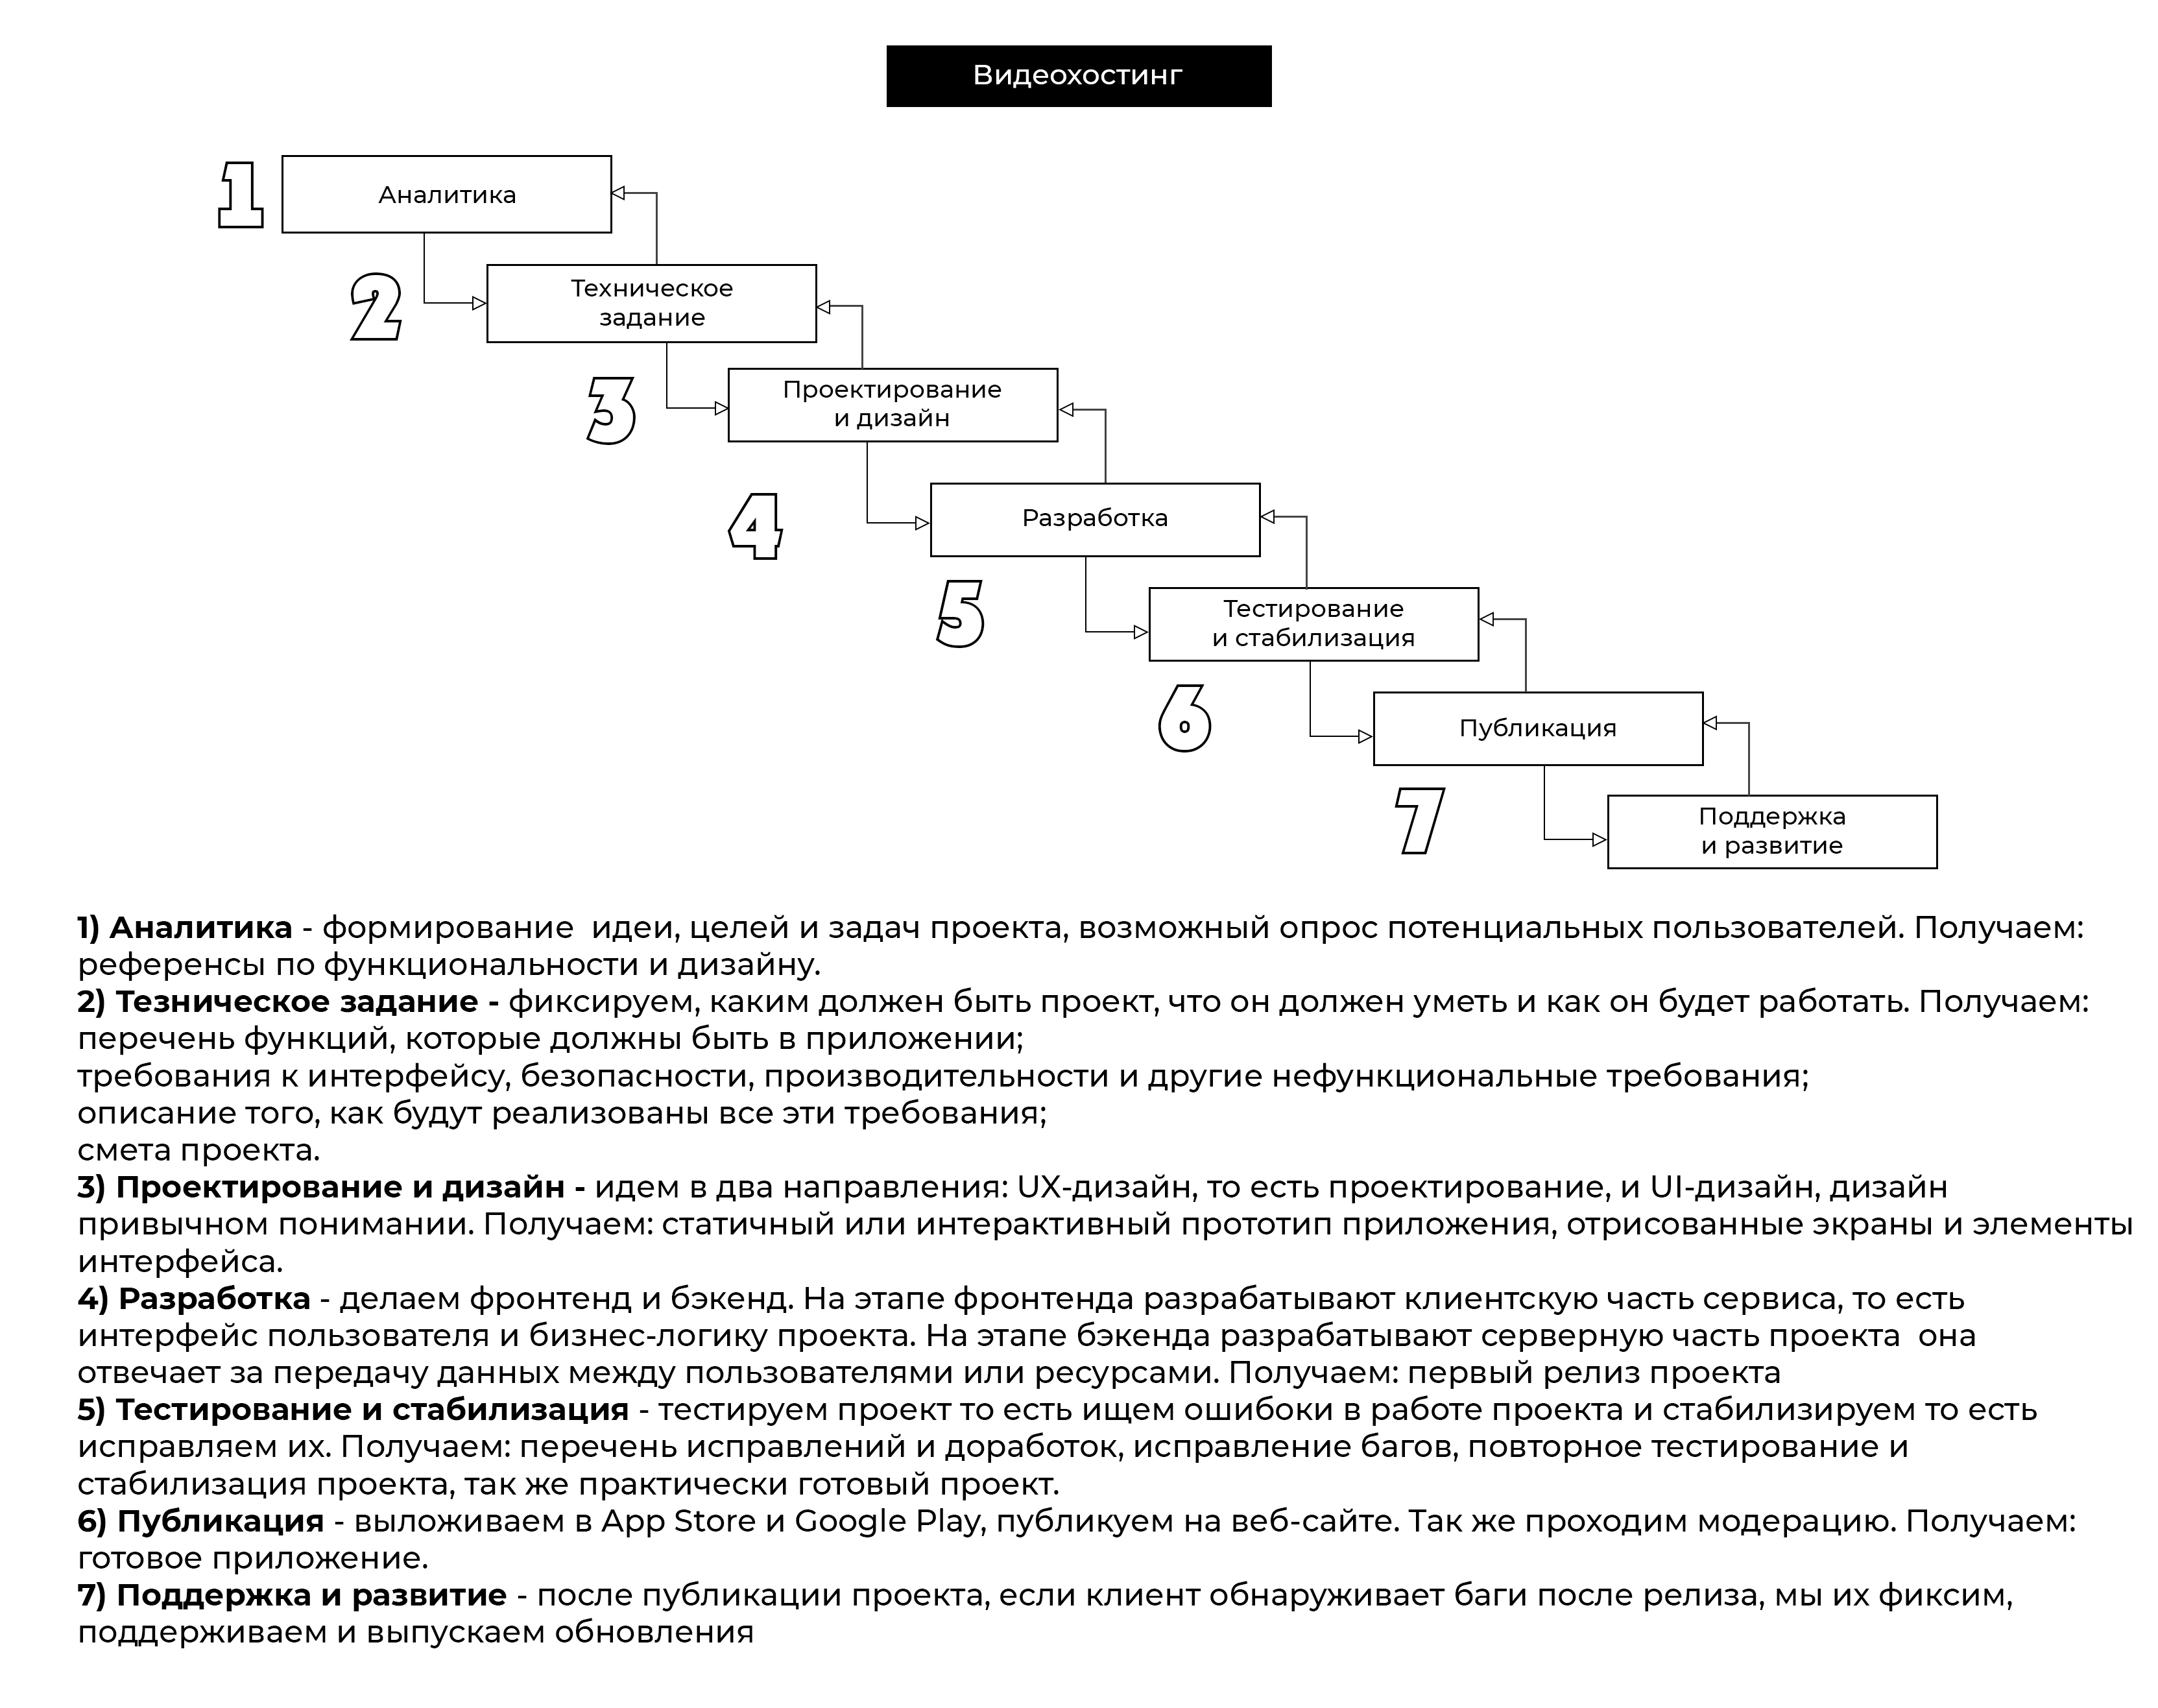 Видеохостинг
1
Аналитика
2
Техническое
задание
3
Проектирование
и дизайн
4
Разработка
5
Тестирование
и стабилизация
6
Публикация
7
Поддержка
и развитие
1) Аналитика - формирование  идеи, целей и задач проекта, возможный опрос потенциальных пользователей. Получаем:
референсы по функциональности и дизайну.
2) Тезническое задание - фиксируем, каким должен быть проект, что он должен уметь и как он будет работать. Получаем:
перечень функций, которые должны быть в приложении;
требования к интерфейсу, безопасности, производительности и другие нефункциональные требования;
описание того, как будут реализованы все эти требования;
смета проекта.
3) Проектирование и дизайн - идем в два направления: UX-дизайн, то есть проектирование, и UI-дизайн, дизайн
привычном понимании. Получаем: статичный или интерактивный прототип приложения, отрисованные экраны и элементы
интерфейса.
4) Разработка - делаем фронтенд и бэкенд. На этапе фронтенда разрабатывают клиентскую часть сервиса, то есть
интерфейс пользователя и бизнес-логику проекта. На этапе бэкенда разрабатывают серверную часть проекта  она
отвечает за передачу данных между пользователями или ресурсами. Получаем: первый релиз проекта
5) Тестирование и стабилизация - тестируем проект то есть ищем ошибоки в работе проекта и стабилизируем то есть
исправляем их. Получаем: перечень исправлений и доработок, исправление багов, повторное тестирование и
стабилизация проекта, так же практически готовый проект.
6) Публикация - выложиваем в App Store и Google Play, публикуем на веб-сайте. Так же проходим модерацию. Получаем:
готовое приложение.
7) Поддержка и развитие - после публикации проекта, если клиент обнаруживает баги после релиза, мы их фиксим,
поддерживаем и выпускаем обновления